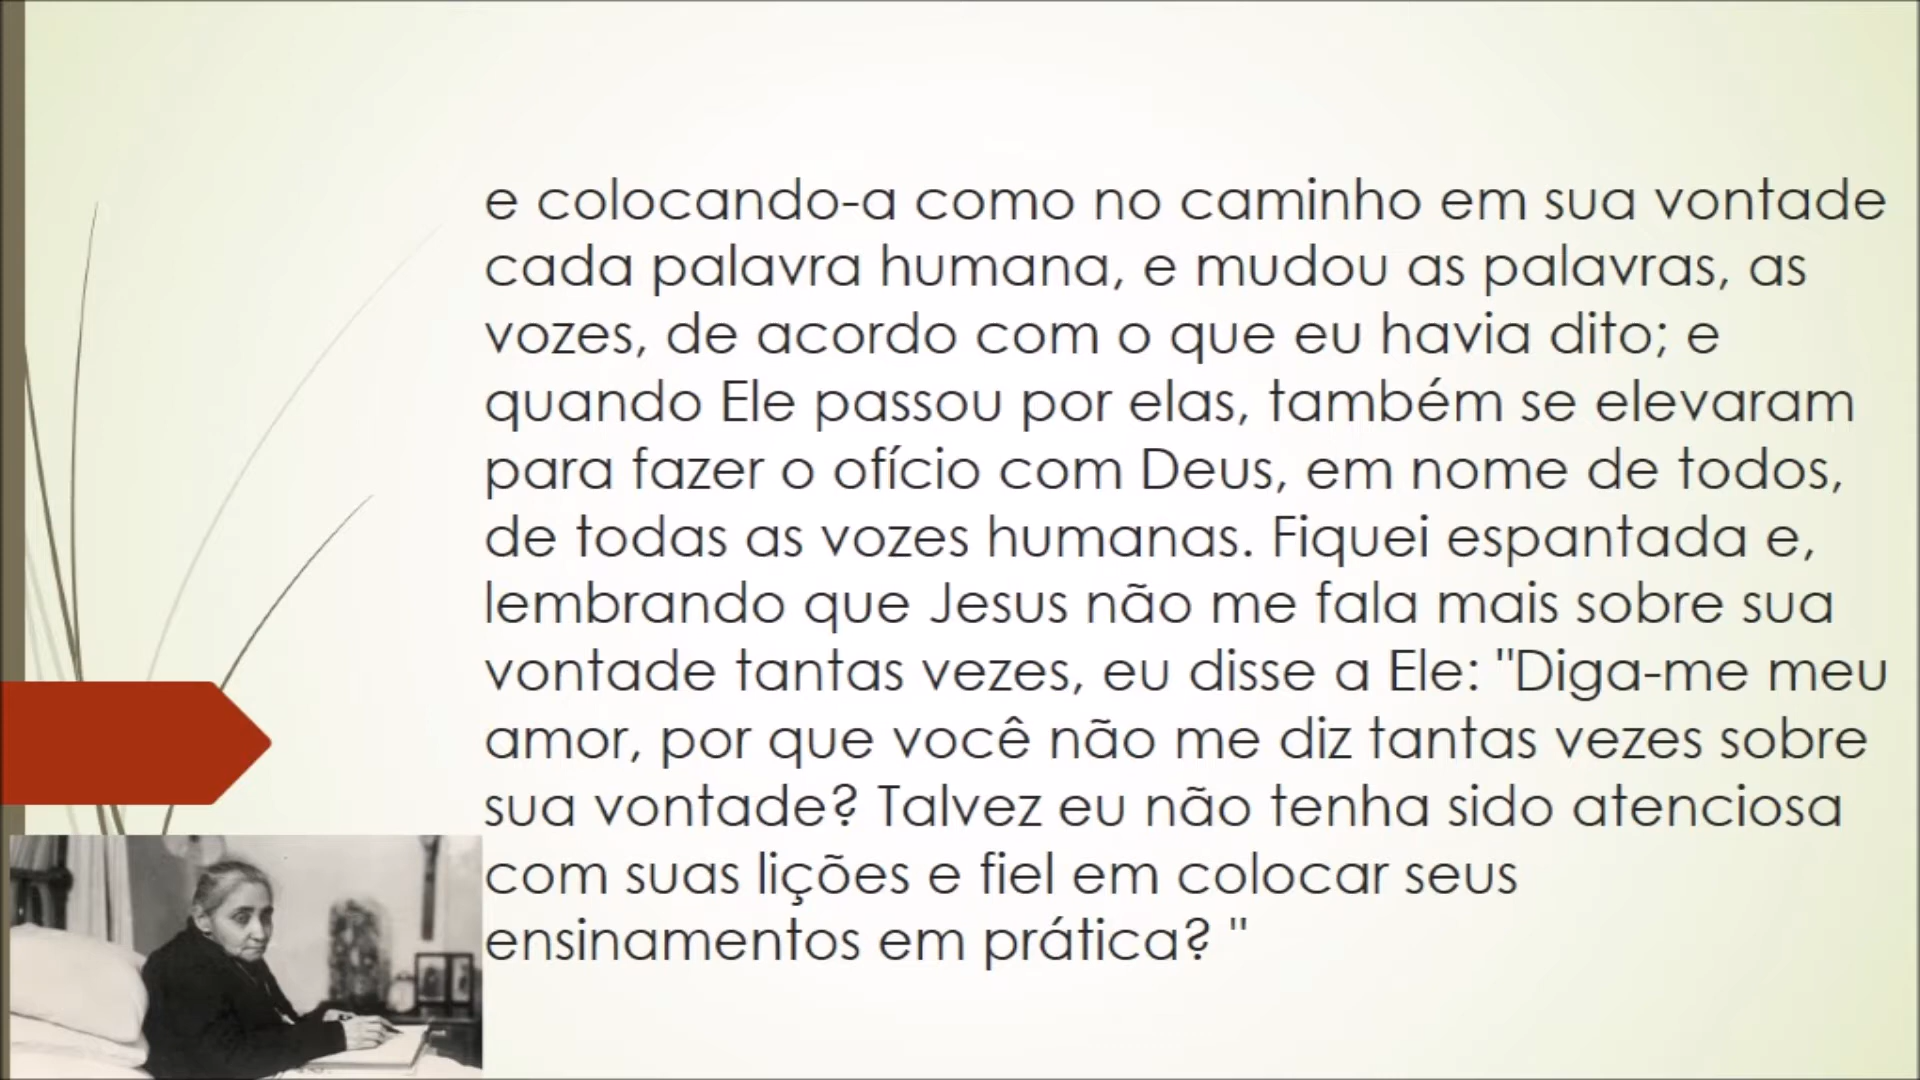 e colocando-a como no caminho em sua vontade
cada palavra humana, e mudou as palavras, as
vozes, de acordo com o que eu havia dito; e
quando Ele passou por elas, também se elevaram
para fazer o ofício com Deus, em nome de todos,
de todas as vozes humanas. Fiquei espantada e,
lembrando que Jesus não me fala mais sobre sua
vontade tantas vezes, eu disse a Ele: "Diga-me meu
amor, por que você não me diz tantas vezes sobre
sua vontade? Talvez eu não tenha sido atenciosa
com suas lições e fiel em colocar seus
ensinamentos em prática? "